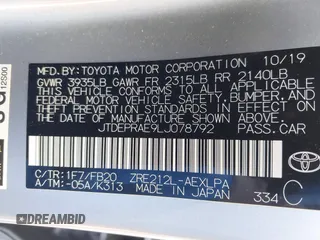 MFD. BY: TOYOTA MOTOR CORPORATION 10/19
GVWR 3935LB GAWR FR 2315LB RR 2140LB
THIS VEHICLE CONFORMS TO ALL APPLICABLE
FEDERAL MOTOR VEHICLE SAFETY, BUMPER, AND
THEFT PREVENTION STANDARDS IN EFFECT ON THE
DATE OF MANUFACTURE SHOWN ABOVE.
JTDEPRAE9LJ078792 PASS.CAR
C/TR: 1F7/FB20 ZRE212L-AEXLPA
A/TM: -05A/K313 MADE IN JAPAN 334 C
TOYOTA
DREAMBID